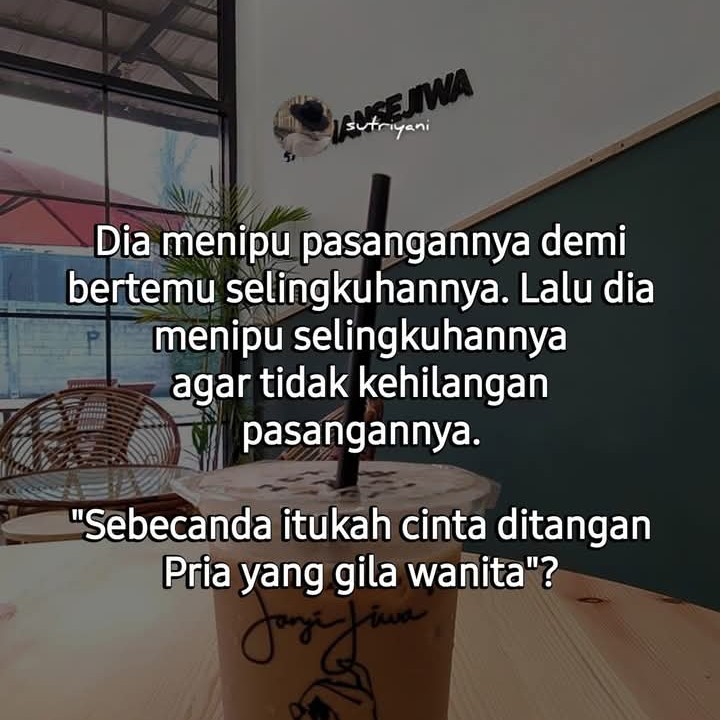 JIWA
sutriyani
Dia menipu pasangannya demi
bertemu selingkuhannya. Lalu dia
menipu selingkuhannya
agar tidak kehilangan
pasangannya.
"Sebecanda itukah cinta ditangan
Pria yang gila wanita"?
Janji Jiwa